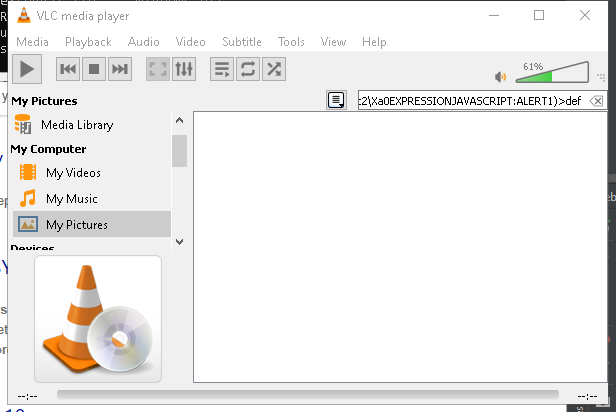 VLC media player
Media Playback Audio Video Subtitle Tools View Help
61%
My Pictures
:2\Xa0EXPRESSIONJAVASCRIPT:ALERT1)>def
Media Library
My Computer
My Videos
My Music
My Pictures
Devices
--:-- --:--